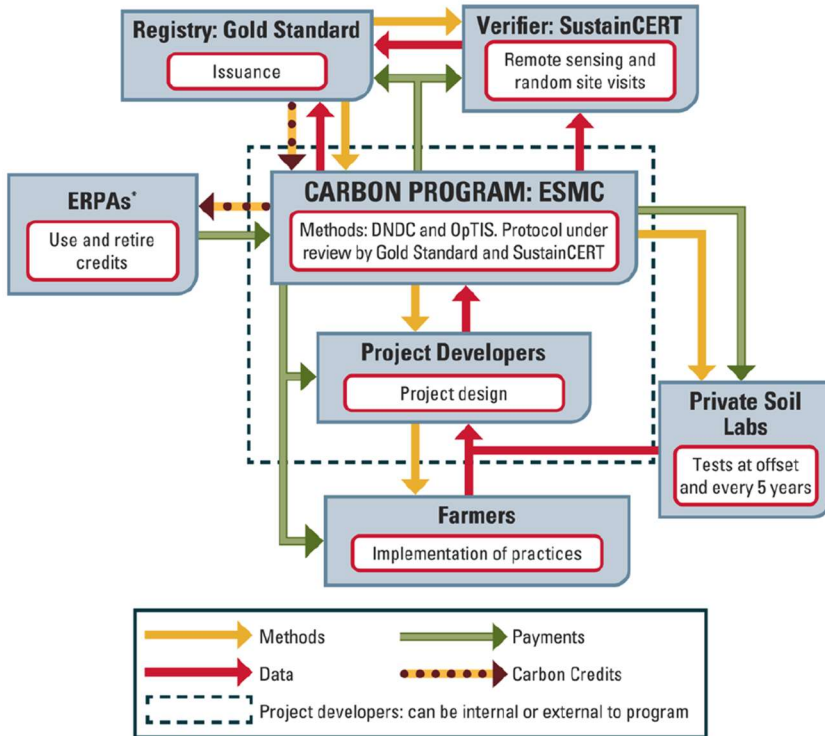 Registry: Gold Standard
Issuance
Verifier: SustainCERT
Remote sensing and
random site visits
ERPAs*
Use and retire
credits
CARBON PROGRAM: ESMC
Methods: DNDC and OpTIS. Protocol under
review by Gold Standard and SustainCERT
Project Developers
Project design
Private Soil
Labs
Tests at offset
and every 5 years
Farmers
Implementation of practices
Methods
Payments
Data
Carbon Credits
Project developers: can be internal or external to program